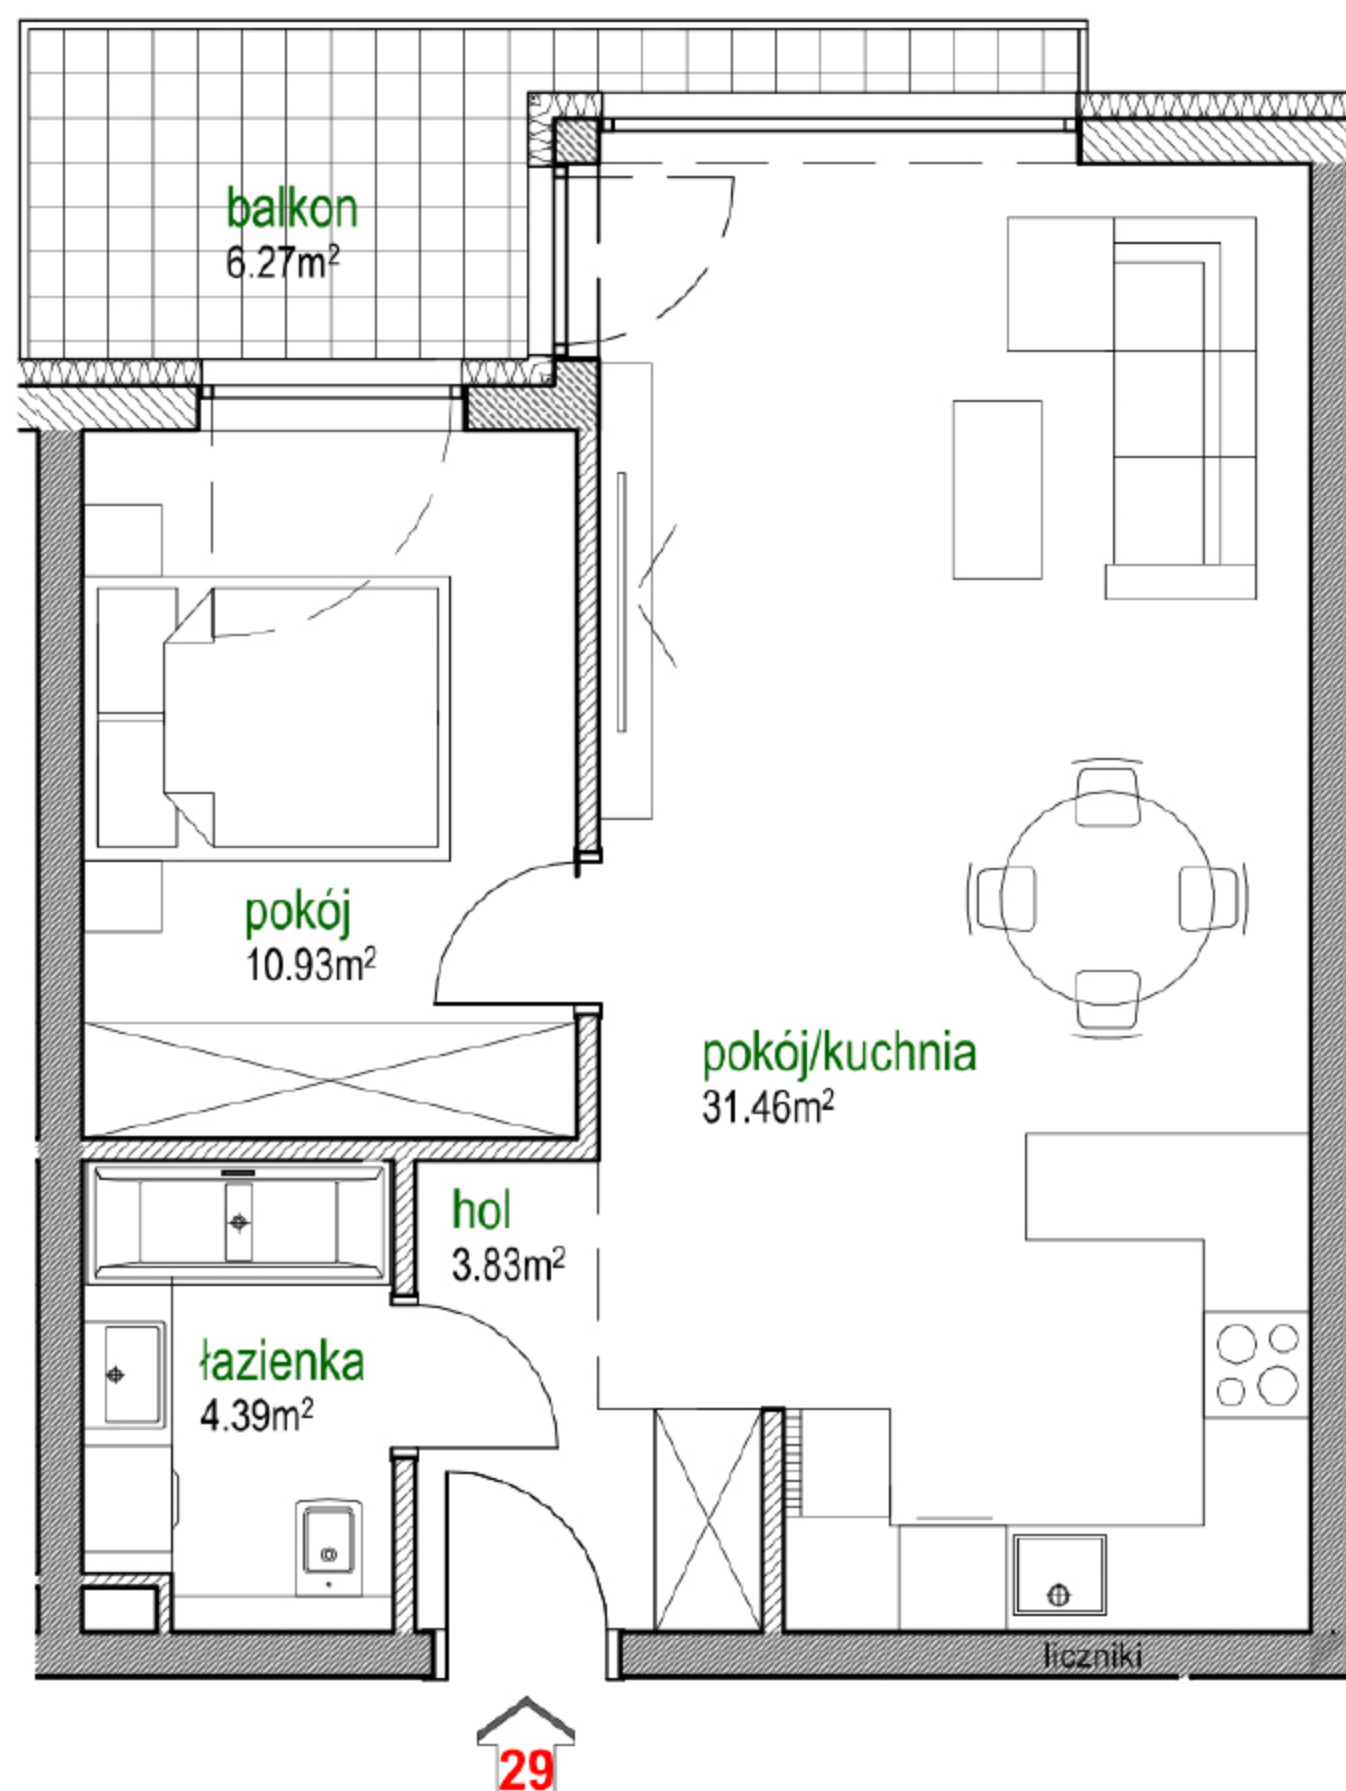 balkon
6.27m²
pokój
10.93m²
pokój/kuchnia
31.46m²
hol
3.83m²
łazienka
4.39m²
liczniki
29